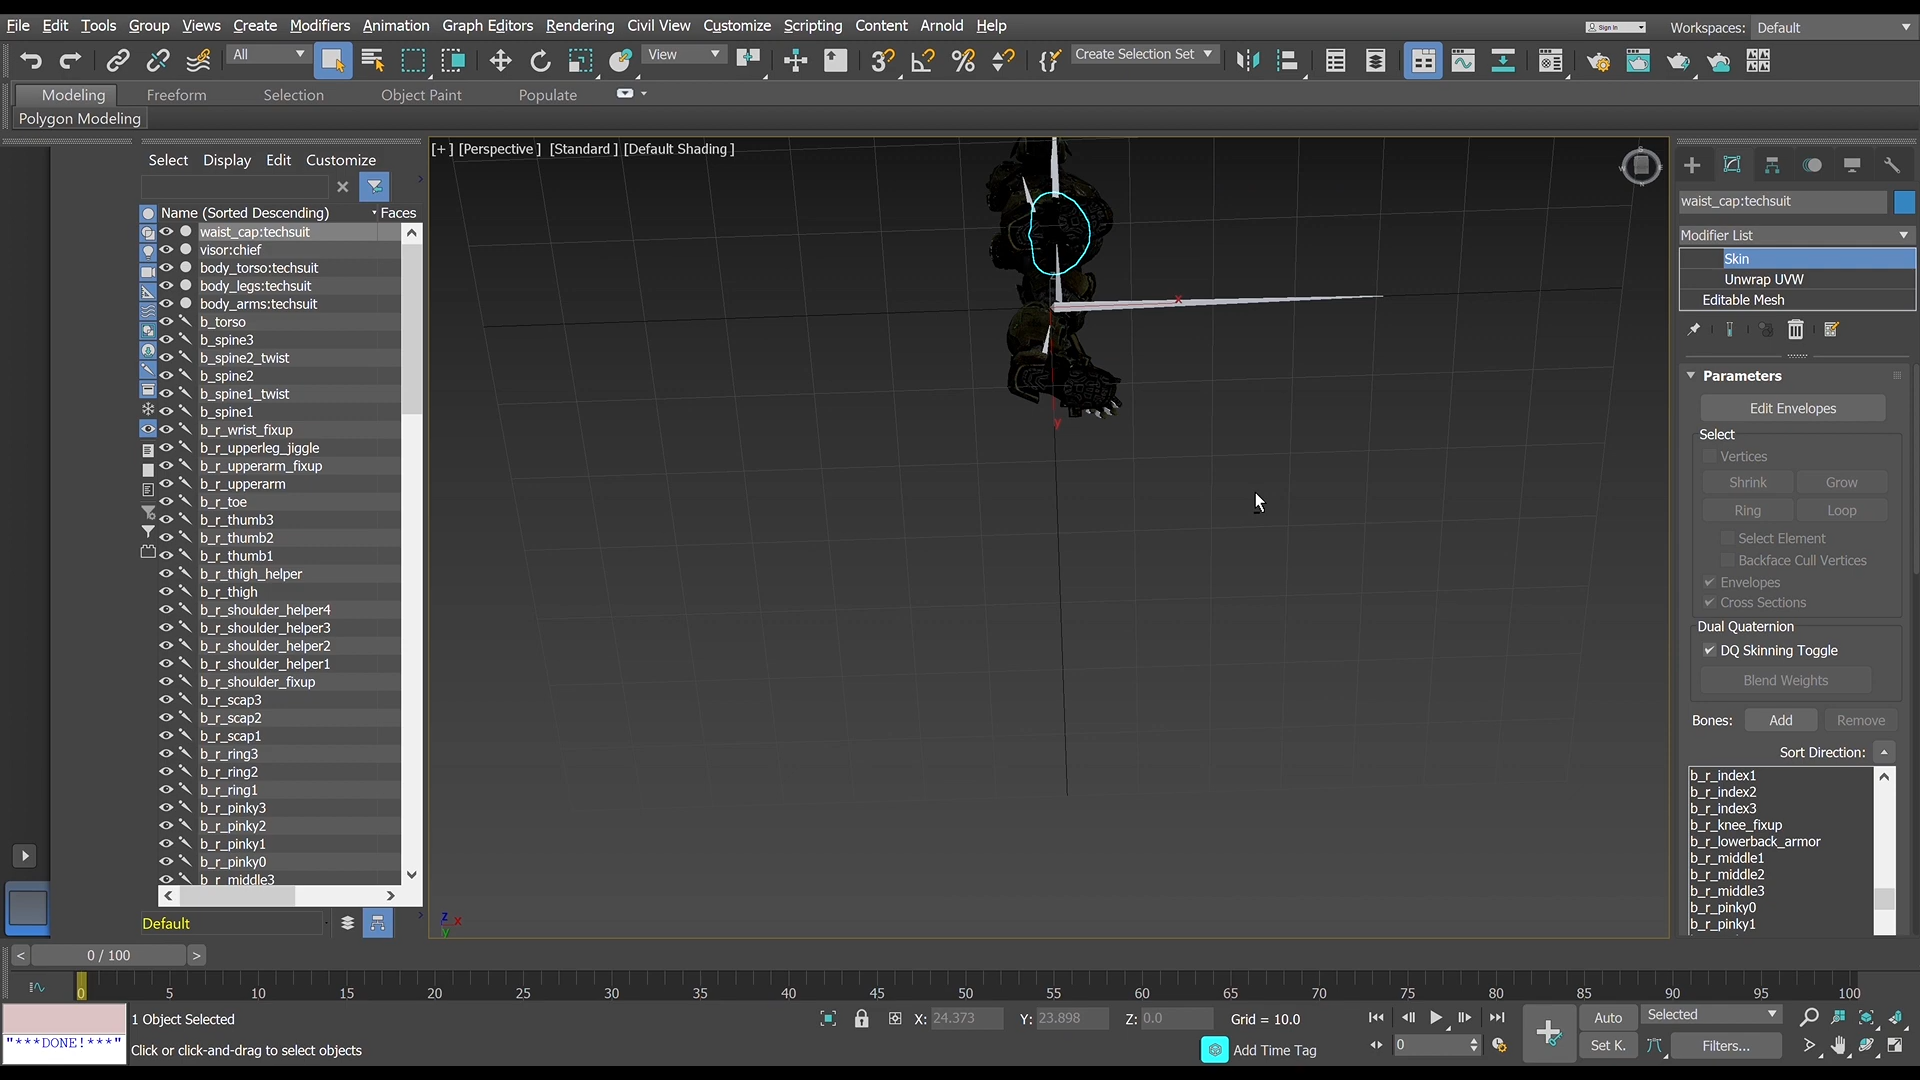 File Edit Tools Group Views Create Modifiers Animation Graph Editors Rendering Civil View Customize Scripting Content Arnold Help
Sign In
Workspaces: Default
All
View
Create Selection Set
Modeling Freeform Selection Object Paint Populate
Polygon Modeling
Select Display Edit Customize
Name (Sorted Descending) Faces
waist_cap:techsuit
visor:chief
body_torso:techsuit
body_legs:techsuit
body_arms:techsuit
b_torso
b_spine3
b_spine2_twist
b_spine2
b_spine1_twist
b_spine1
b_r_wrist_fixup
b_r_upperleg_jiggle
b_r_upperarm_fixup
b_r_upperarm
b_r_toe
b_r_thumb3
b_r_thumb2
b_r_thumb1
b_r_thigh_helper
b_r_thigh
b_r_shoulder_helper4
b_r_shoulder_helper3
b_r_shoulder_helper2
b_r_shoulder_helper1
b_r_shoulder_fixup
b_r_scap3
b_r_scap2
b_r_scap1
b_r_ring3
b_r_ring2
b_r_ring1
b_r_pinky3
b_r_pinky2
b_r_pinky1
b_r_pinky0
b_r_middle3
Default
[+] [Perspective] [Standard] [Default Shading]
x
y
z x
y
waist_cap:techsuit
Modifier List
Skin
Unwrap UVW
Editable Mesh
Parameters
Edit Envelopes
Select
Vertices
Shrink Grow
Ring Loop
Select Element
Backface Cull Vertices
Envelopes
Cross Sections
Dual Quaternion
DQ Skinning Toggle
Blend Weights
Bones: Add Remove
Sort Direction:
b_r_index1
b_r_index2
b_r_index3
b_r_knee_fixup
b_r_lowerback_armor
b_r_middle1
b_r_middle2
b_r_middle3
b_r_pinky0
b_r_pinky1
< 0 / 100 >
0 5 10 15 20 25 30 35 40 45 50 55 60 65 70 75 80 85 90 95 100
"***DONE!***"
1 Object Selected
Click or click-and-drag to select objects
X: 24.373 Y: 23.898 Z: 0.0 Grid = 10.0
Add Time Tag
0
Auto Selected
Set K. Filters...